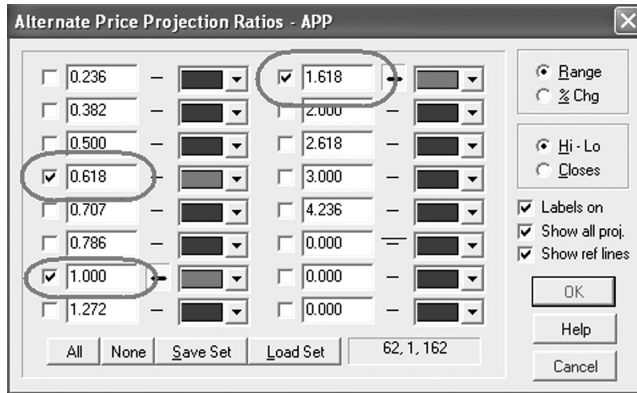 Alternate Price Projection Ratios - APP
0.236
0.382
0.500
0.618
0.707
0.786
1.000
1.272
1.618
2.000
2.618
3.000
4.236
0.000
0.000
0.000
Range
% Chg
Hi - Lo
Closes
Labels on
Show all proj.
Show ref lines
All None Save Set Load Set 62, 1, 162
OK
Help
Cancel